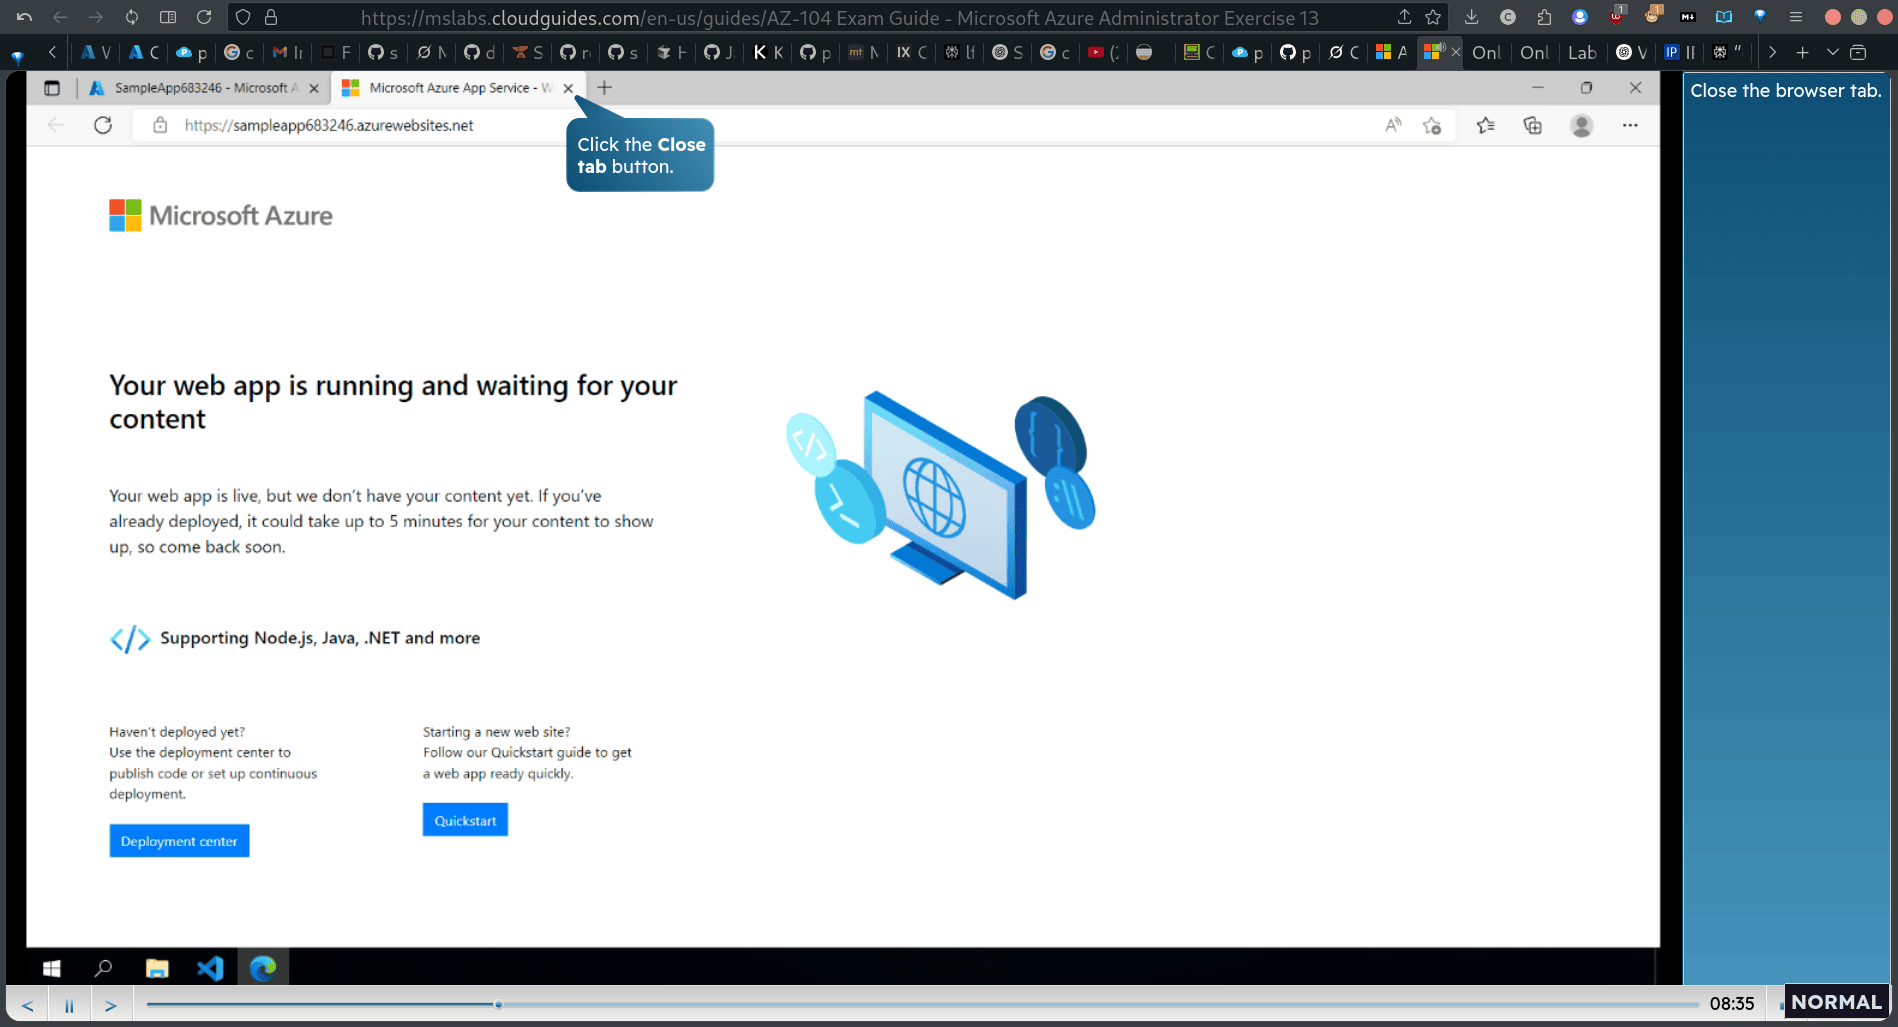 https://mslabs.cloudguides.com/en-us/guides/AZ-104 Exam Guide - Microsoft Azure Administrator Exercise 13
Onl
Onl
Lab
SampleApp683246 - Microsoft A
Microsoft Azure App Service - W
Close the browser tab.
https://sampleapp683246.azurewebsites.net
Click the Close
tab button.
Microsoft Azure
Your web app is running and waiting for your
content
Your web app is live, but we don't have your content yet. If you've
already deployed, it could take up to 5 minutes for your content to show
up, so come back soon.
</> Supporting Node.js, Java, .NET and more
Haven't deployed yet?
Use the deployment center to
publish code or set up continuous
deployment.
Deployment center
Starting a new web site?
Follow our Quickstart guide to get
a web app ready quickly.
Quickstart
08:35
NORMAL